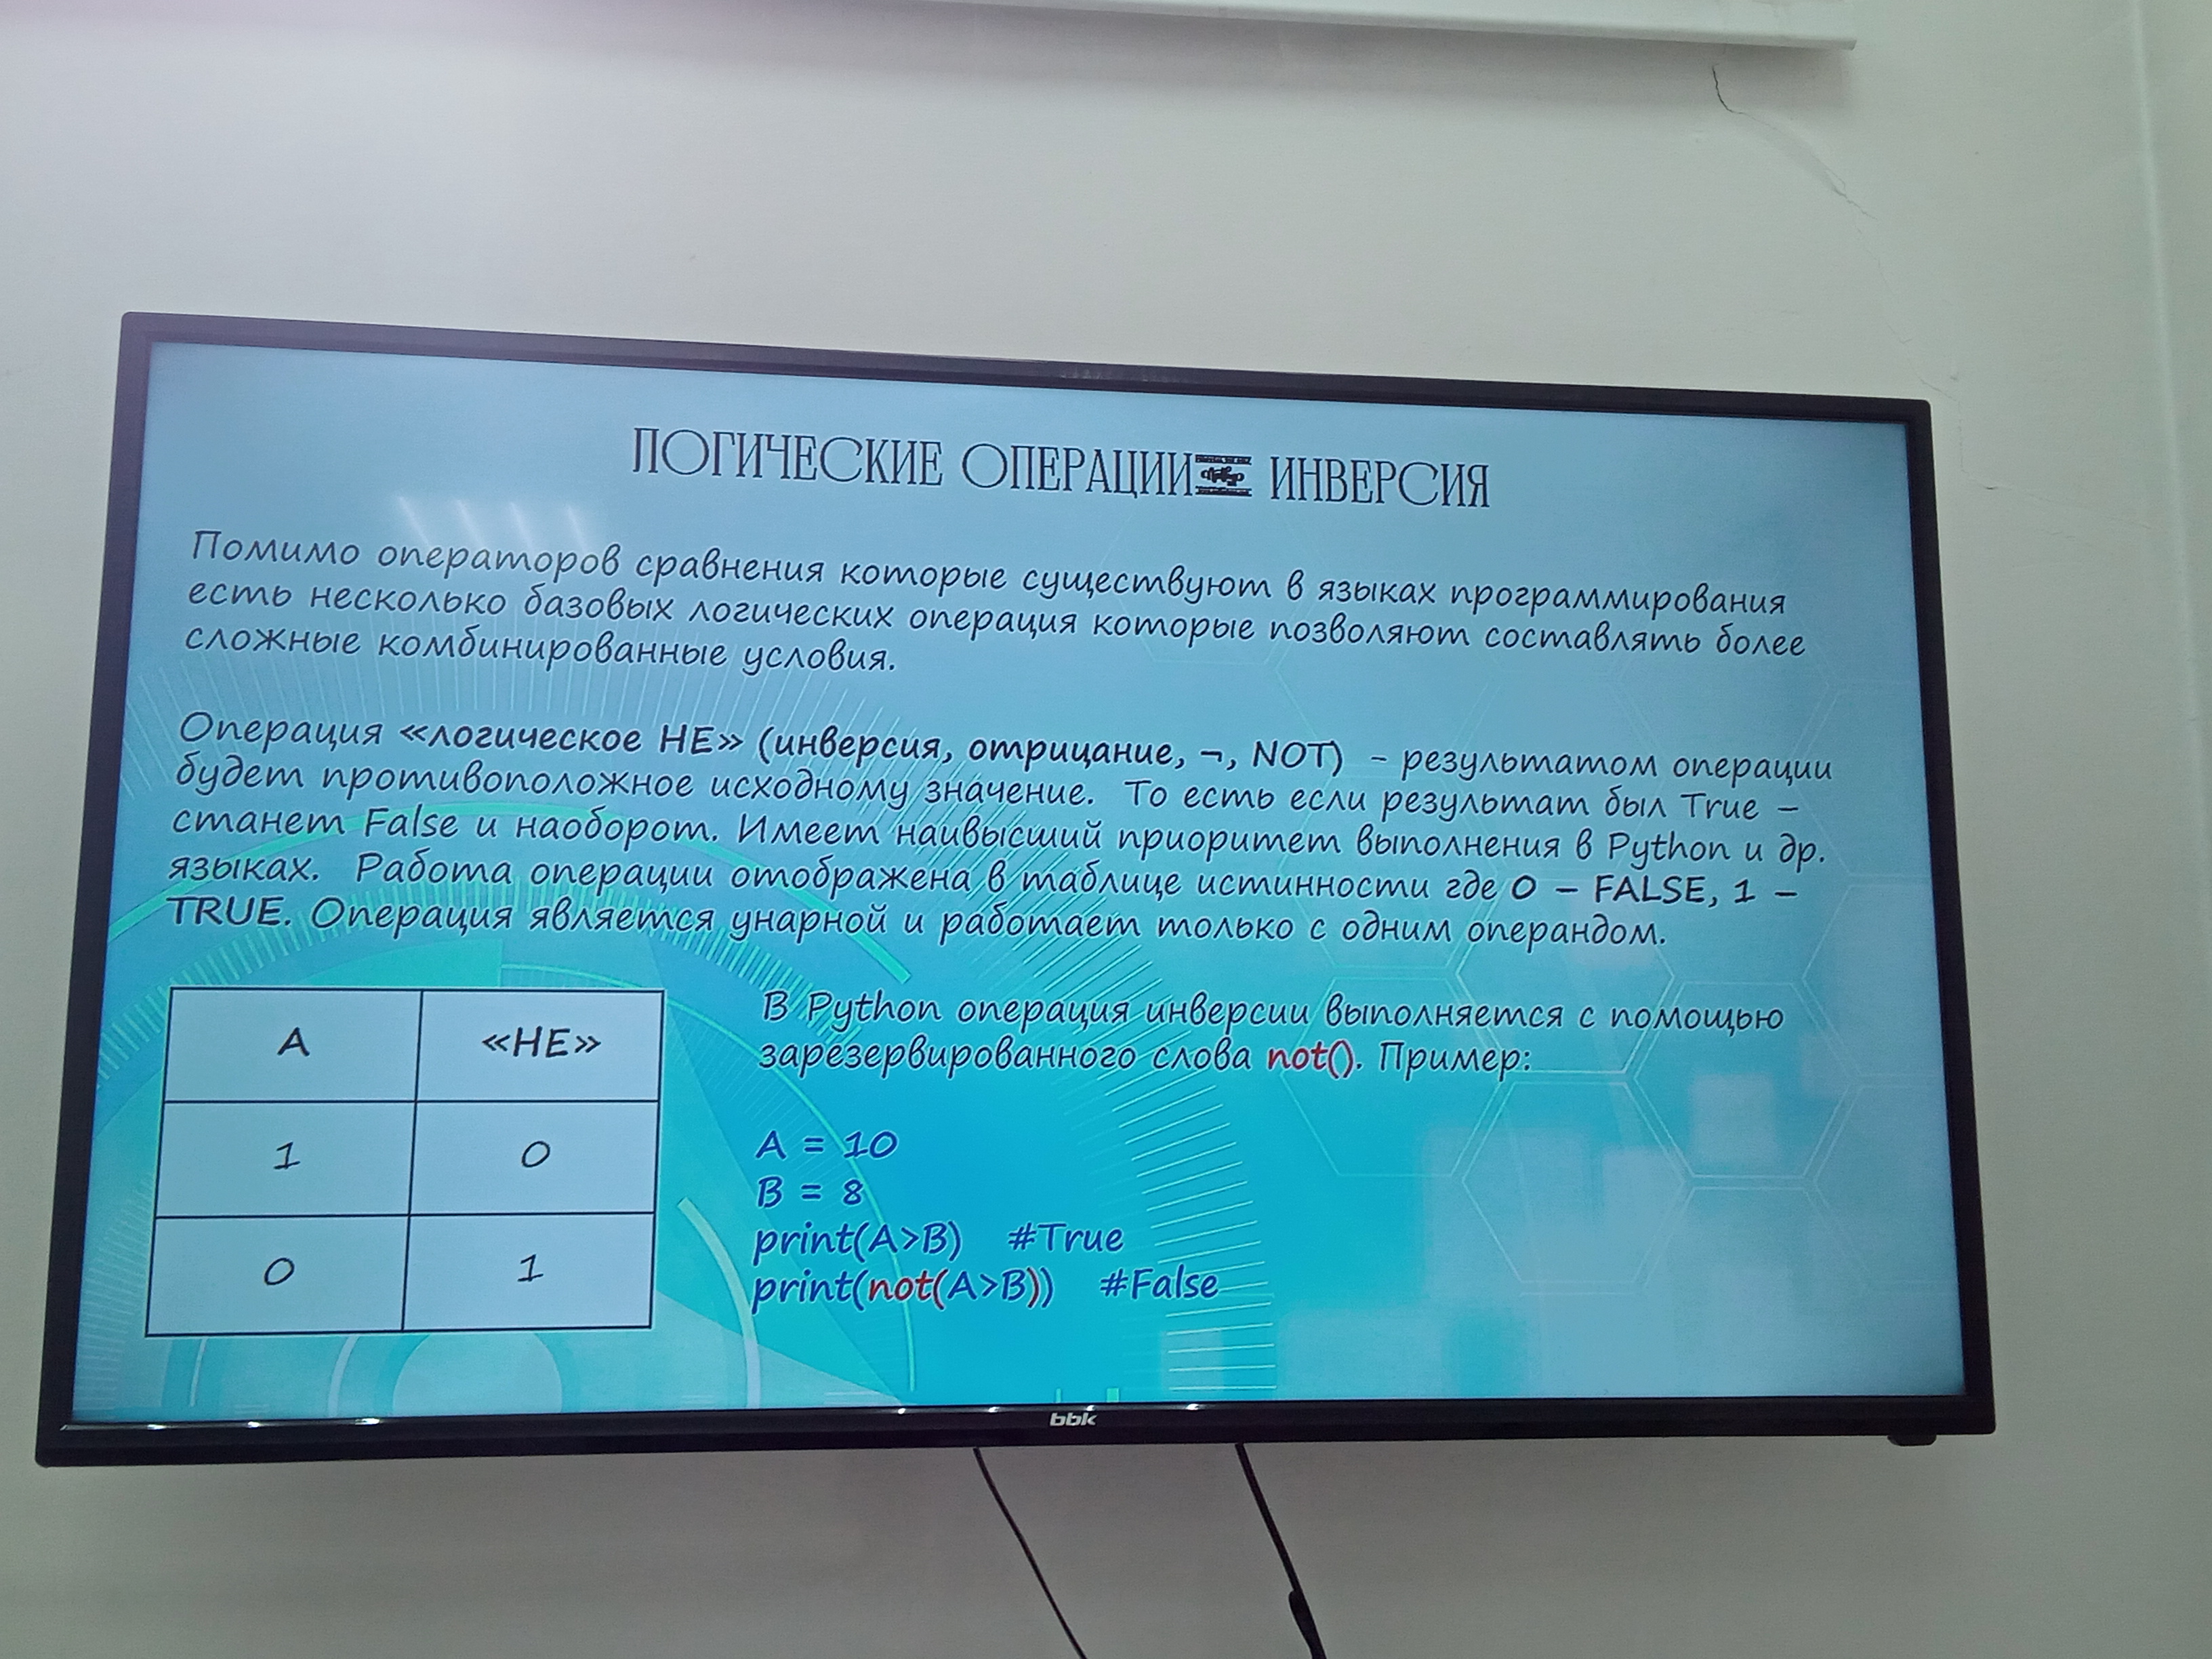 ЛОГИЧЕСКИЕ ОПЕРАЦИИ ИНВЕРСИЯ
Помимо операторов сравнения которые существуют в языках программирования
есть несколько базовых логических операция которые позволяют составлять более
сложные комбинированные условия.
Операция «логическое НЕ» (инверсия, отрицание, ¬, NOT) – результатом операции
будет противоположное исходному значение. То есть если результат был True –
станет False и наоборот. Имеет наивысший приоритет выполнения в Python и др.
языках. Работа операции отображена в таблице истинности где 0 – FALSE, 1 –
TRUE. Операция является унарной и работает только с одним операндом.
A «НЕ»
1 0
0 1
В Python операция инверсии выполняется с помощью
зарезервированного слова not(). Пример:
A = 10
B = 8
print(A>B) #True
print(not(A>B)) #False
bbk